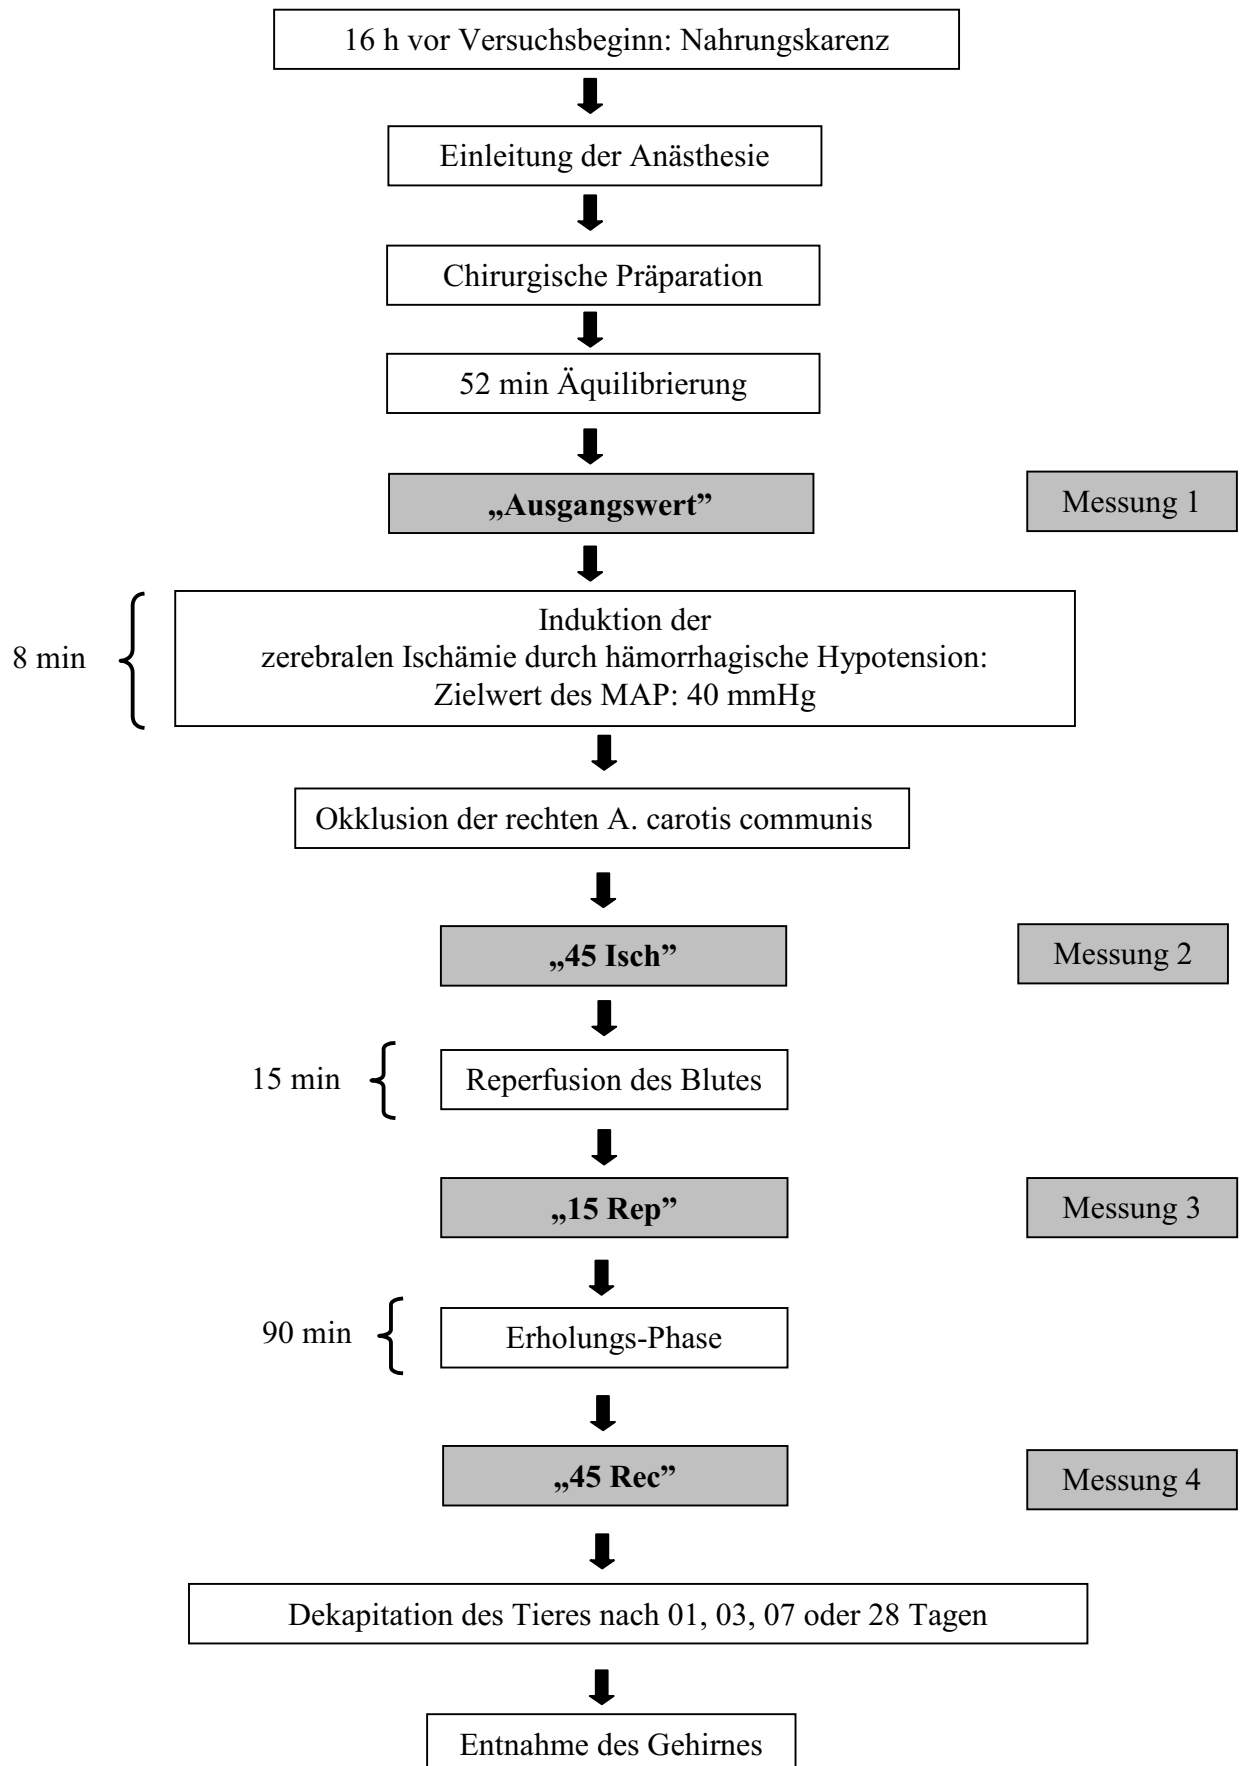 16 h vor Versuchsbeginn: Nahrungskarenz
Einleitung der Anästhesie
Chirurgische Präparation
52 min Äquilibrierung
„Ausgangswert”
Messung 1
8 min
Induktion der
zerebralen Ischämie durch hämorrhagische Hypotension:
Zielwert des MAP: 40 mmHg
Okklusion der rechten A. carotis communis
„45 Isch”
Messung 2
15 min
Reperfusion des Blutes
„15 Rep”
Messung 3
90 min
Erholungs-Phase
„45 Rec”
Messung 4
Dekapitation des Tieres nach 01, 03, 07 oder 28 Tagen
Entnahme des Gehirnes